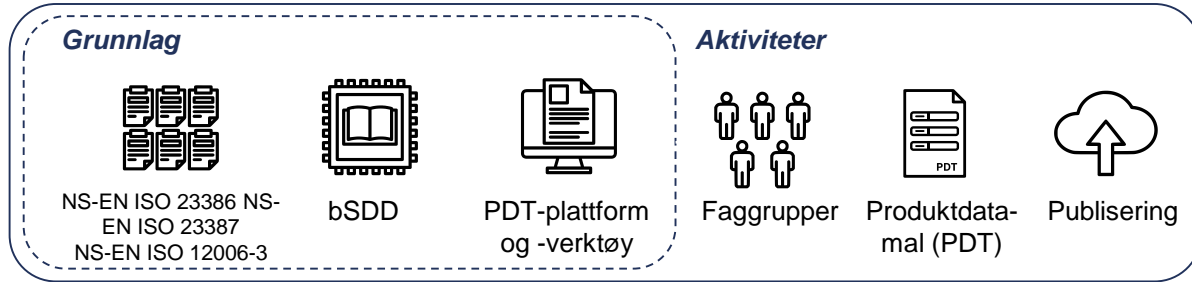 Grunnlag
Aktiviteter
NS-EN ISO 23386 NS-
EN ISO 23387
NS-EN ISO 12006-3
bSDD
PDT-plattform
og -verktøy
Faggrupper
PDT
Produktdata-
mal (PDT)
Publisering